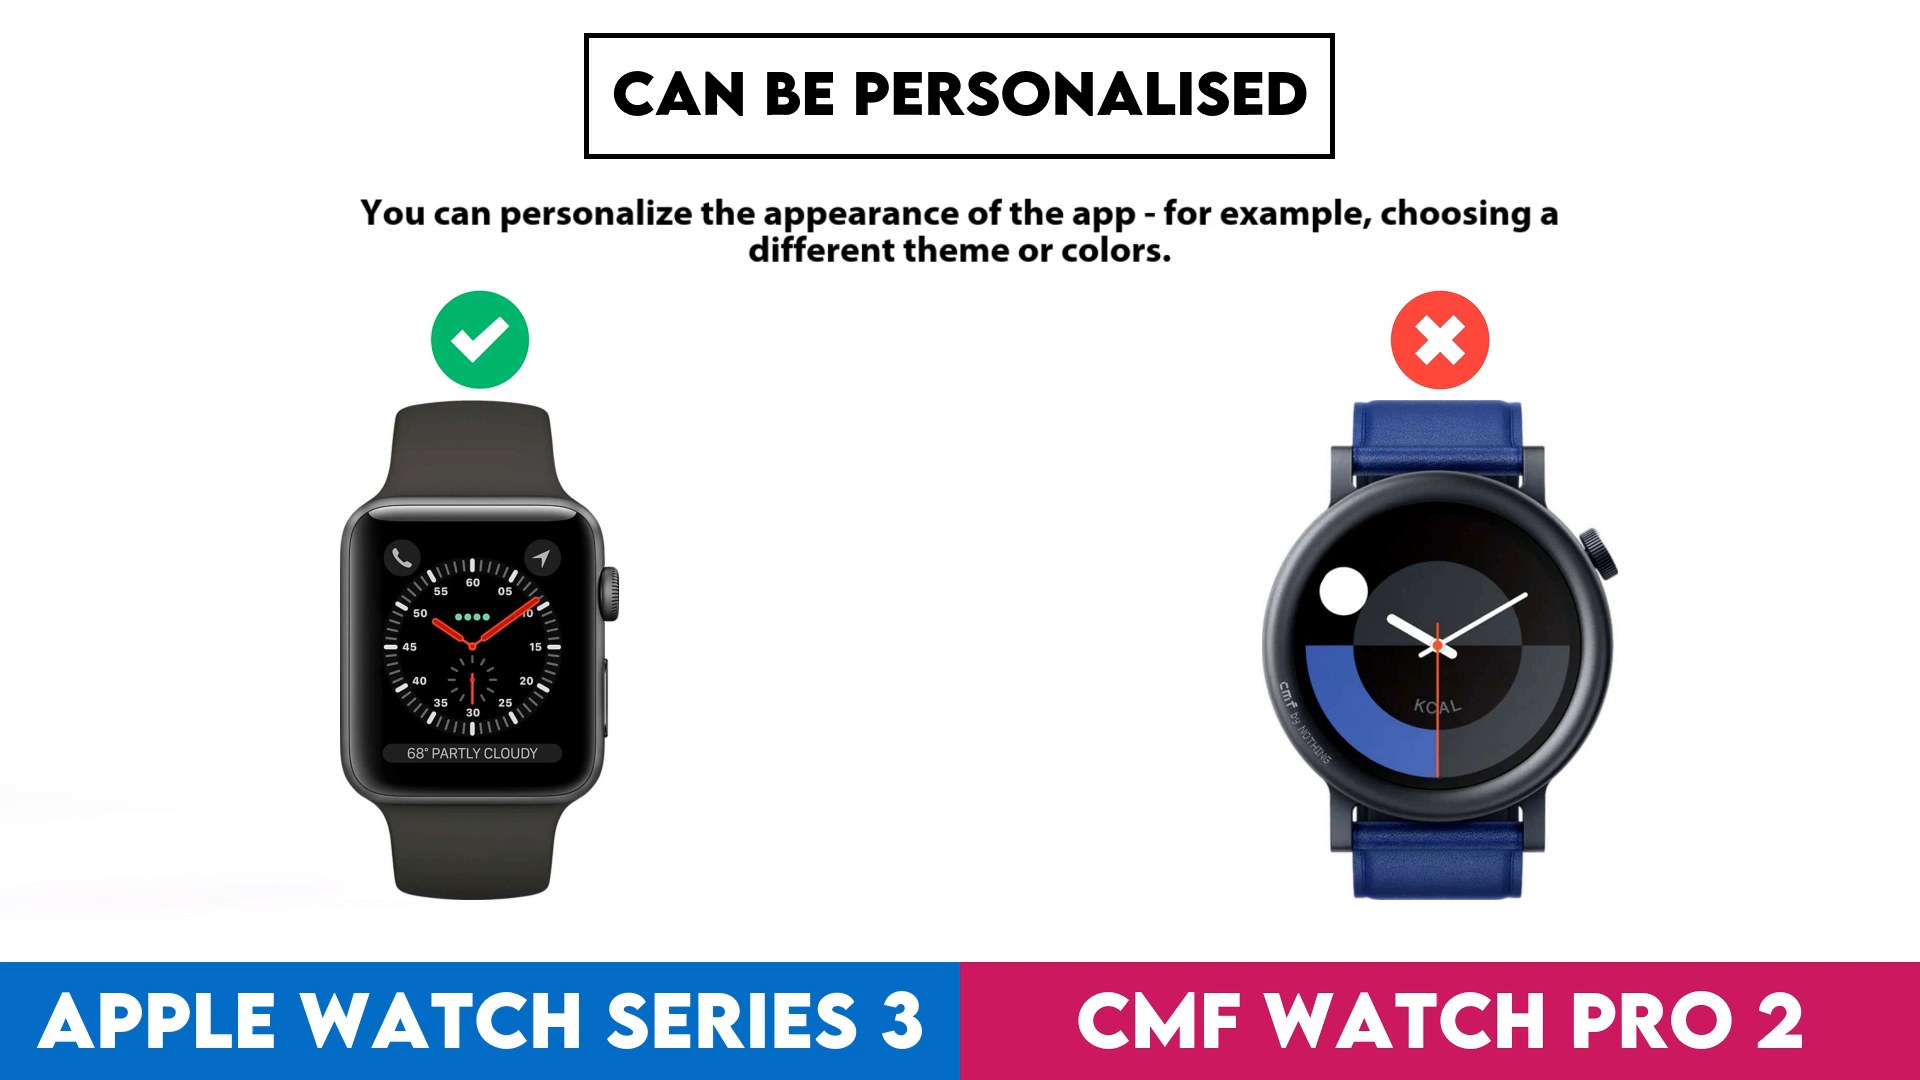 CAN BE PERSONALISED
You can personalize the appearance of the app - for example, choosing a
different theme or colors.
60
55
05
50
10
45
15
40
20
35
25
30
68° PARTLY CLOUDY
KCAL
cmf by NOTHING
APPLE WATCH SERIES 3
CMF WATCH PRO 2